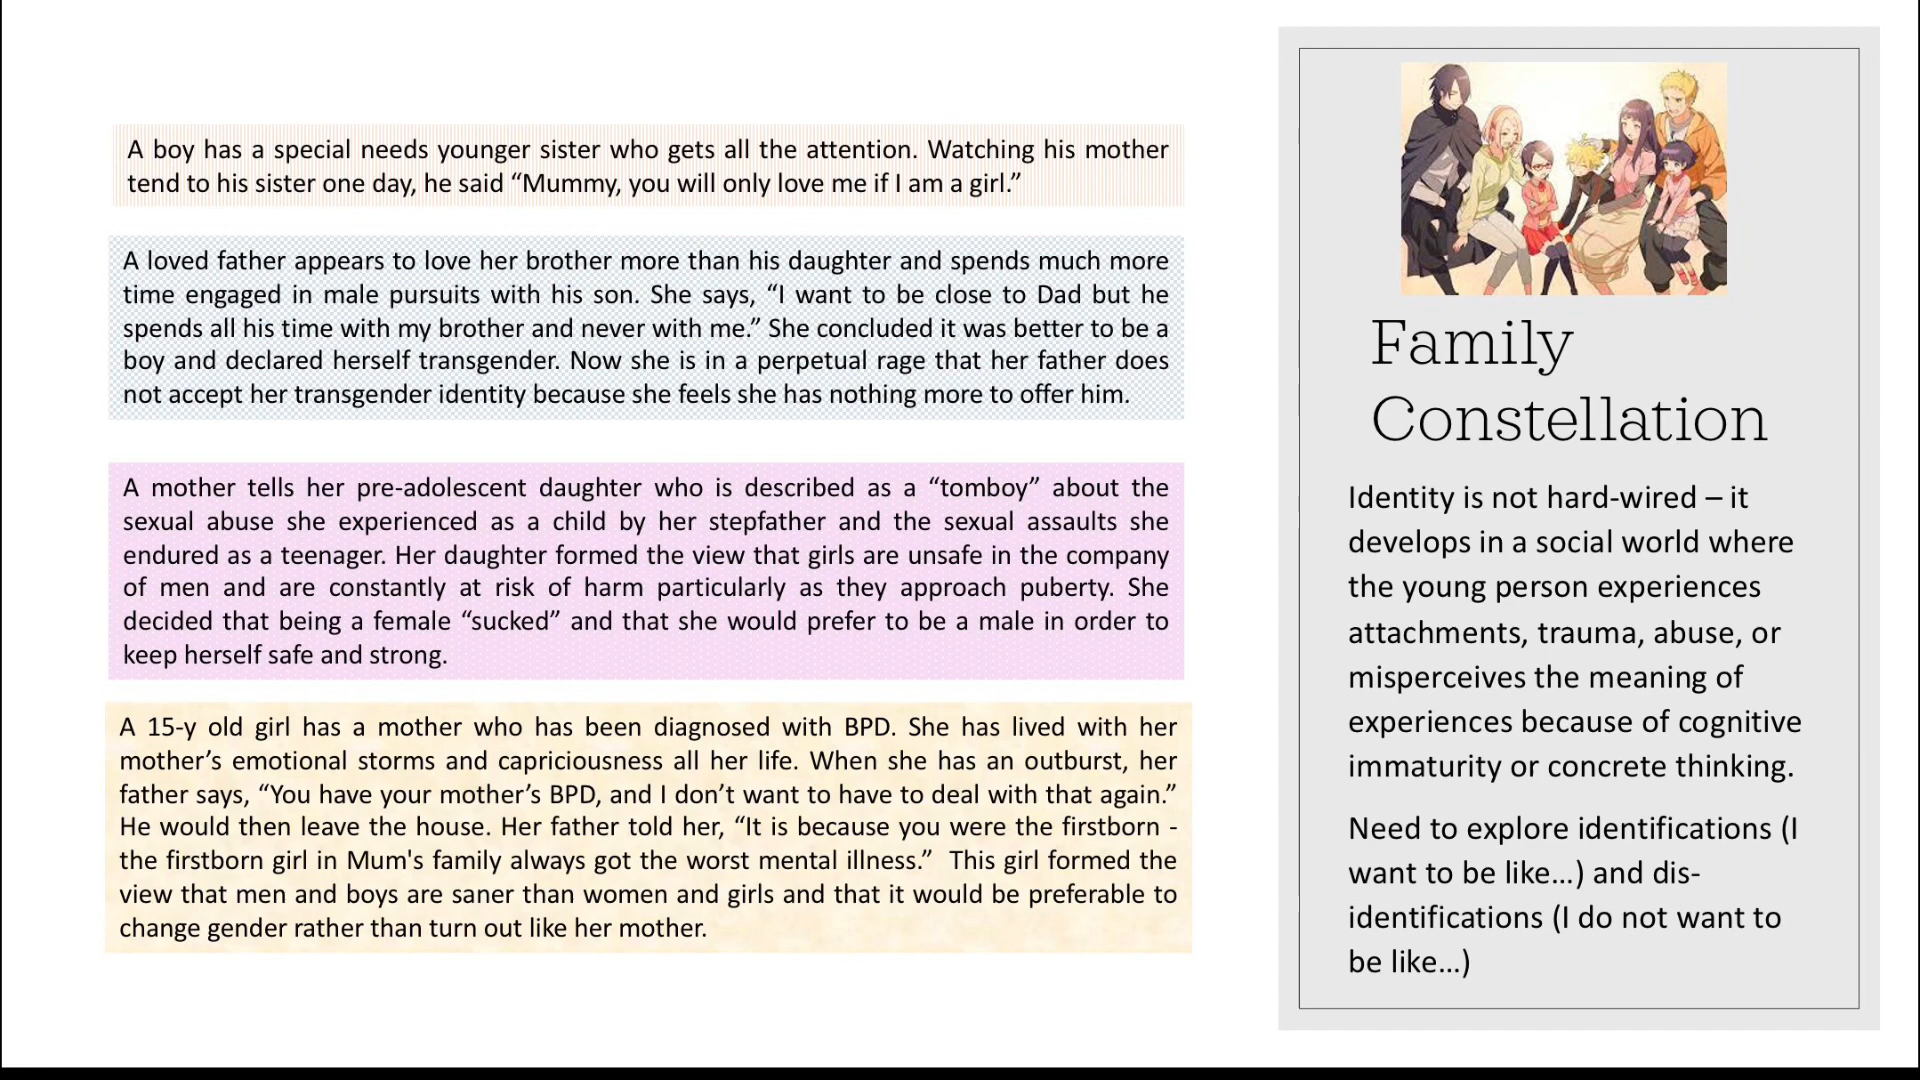 A boy has a special needs younger sister who gets all the attention. Watching his mother
tend to his sister one day, he said “Mummy, you will only love me if I am a girl.”
A loved father appears to love her brother more than his daughter and spends much more
time engaged in male pursuits with his son. She says, “I want to be close to Dad but he
spends all his time with my brother and never with me.” She concluded it was better to be a
boy and declared herself transgender. Now she is in a perpetual rage that her father does
not accept her transgender identity because she feels she has nothing more to offer him.
A mother tells her pre-adolescent daughter who is described as a “tomboy” about the
sexual abuse she experienced as a child by her stepfather and the sexual assaults she
endured as a teenager. Her daughter formed the view that girls are unsafe in the company
of men and are constantly at risk of harm particularly as they approach puberty. She
decided that being a female “sucked” and that she would prefer to be a male in order to
keep herself safe and strong.
A 15-y old girl has a mother who has been diagnosed with BPD. She has lived with her
mother’s emotional storms and capriciousness all her life. When she has an outburst, her
father says, “You have your mother’s BPD, and I don’t want to have to deal with that again.”
He would then leave the house. Her father told her, “It is because you were the firstborn -
the firstborn girl in Mum's family always got the worst mental illness.”  This girl formed the
view that men and boys are saner than women and girls and that it would be preferable to
change gender rather than turn out like her mother.
Family
Constellation
Identity is not hard-wired – it
develops in a social world where
the young person experiences
attachments, trauma, abuse, or
misperceives the meaning of
experiences because of cognitive
immaturity or concrete thinking.
Need to explore identifications (I
want to be like…) and dis-
identifications (I do not want to
be like…)